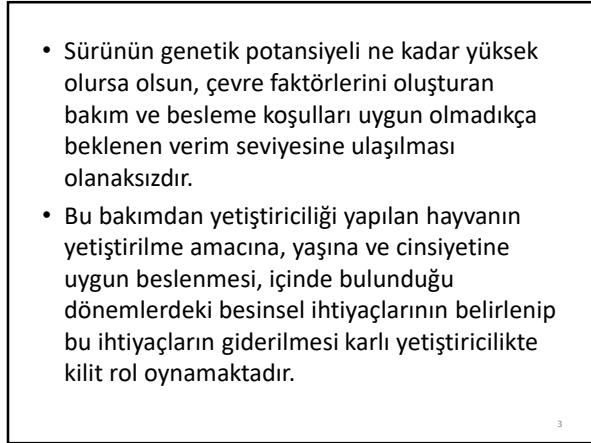 • Sürünün genetik potansiyeli ne kadar yüksek
olursa olsun, çevre faktörlerini oluşturan
bakım ve besleme koşulları uygun olmadıkça
beklenen verim seviyesine ulaşılması
olanaksızdır.
• Bu bakımdan yetiştiriciliği yapılan hayvanın
yetiştirilme amacına, yaşına ve cinsiyetine
uygun beslenmesi, içinde bulunduğu
dönemlerdeki besinsel ihtiyaçlarının belirlenip
bu ihtiyaçların giderilmesi karlı yetiştiricilikte
kilit rol oynamaktadır.
3